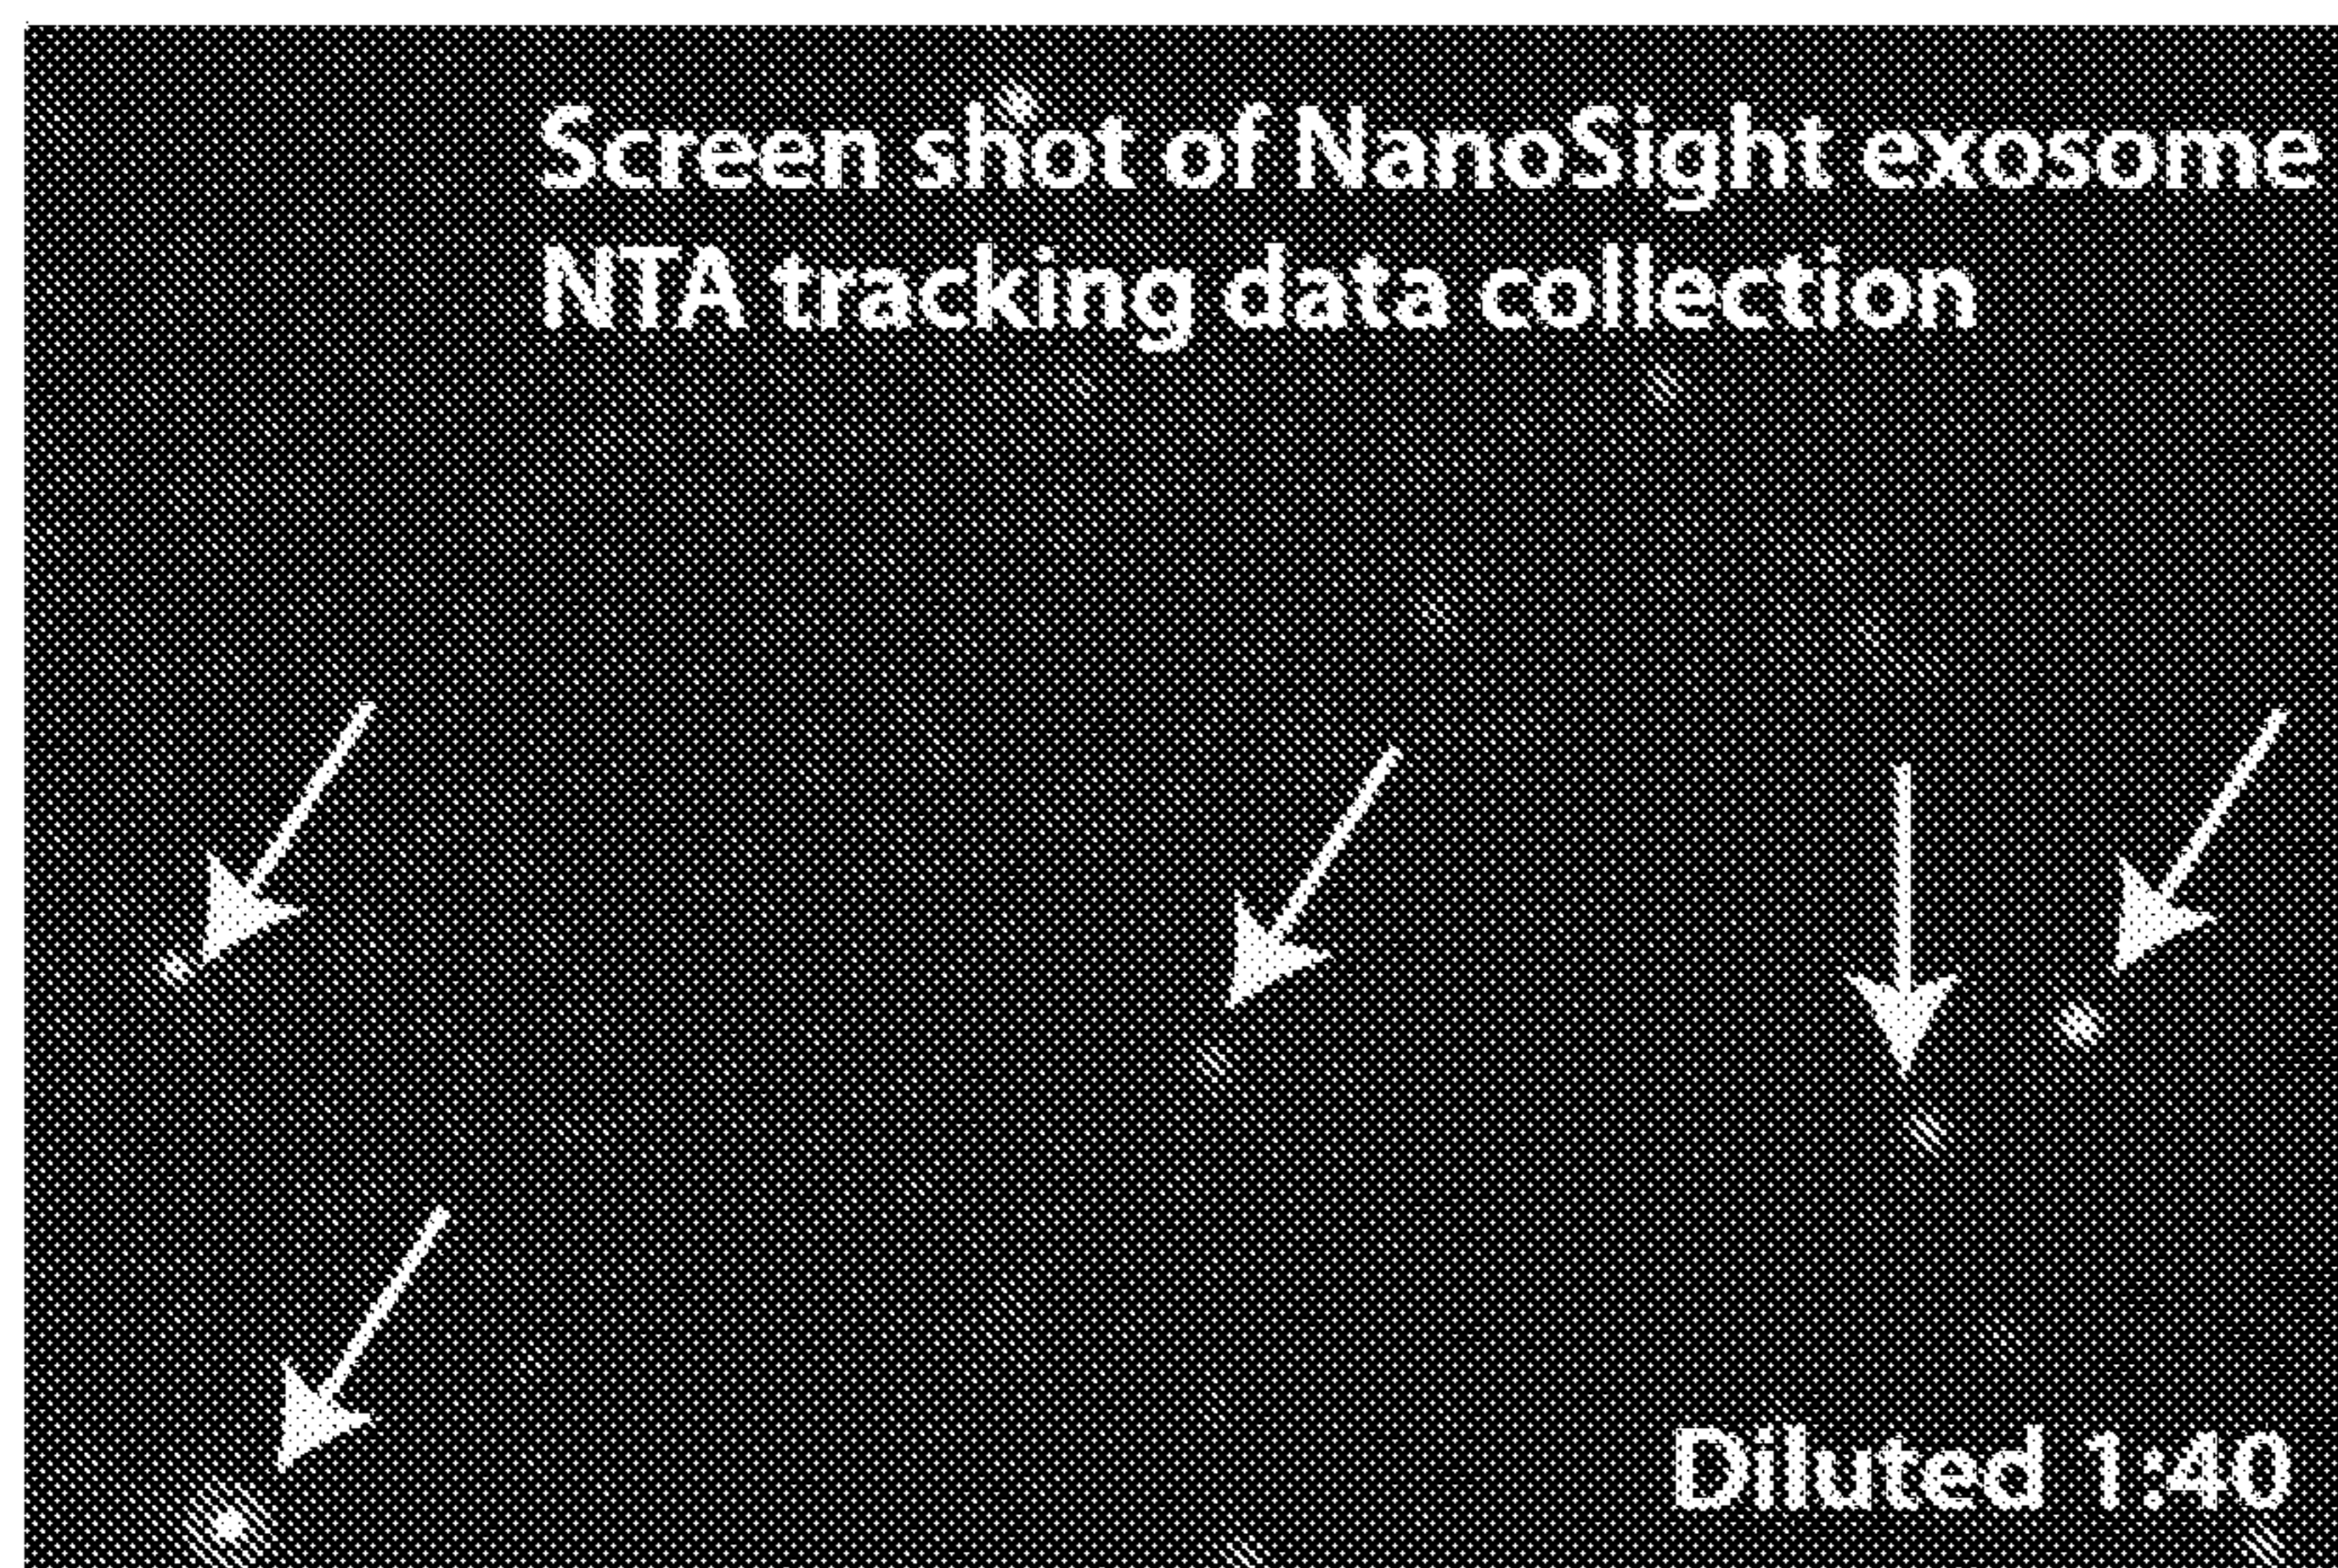 Screen shot of NanoSight exosome
NTA tracking data collection
Diluted 1:40